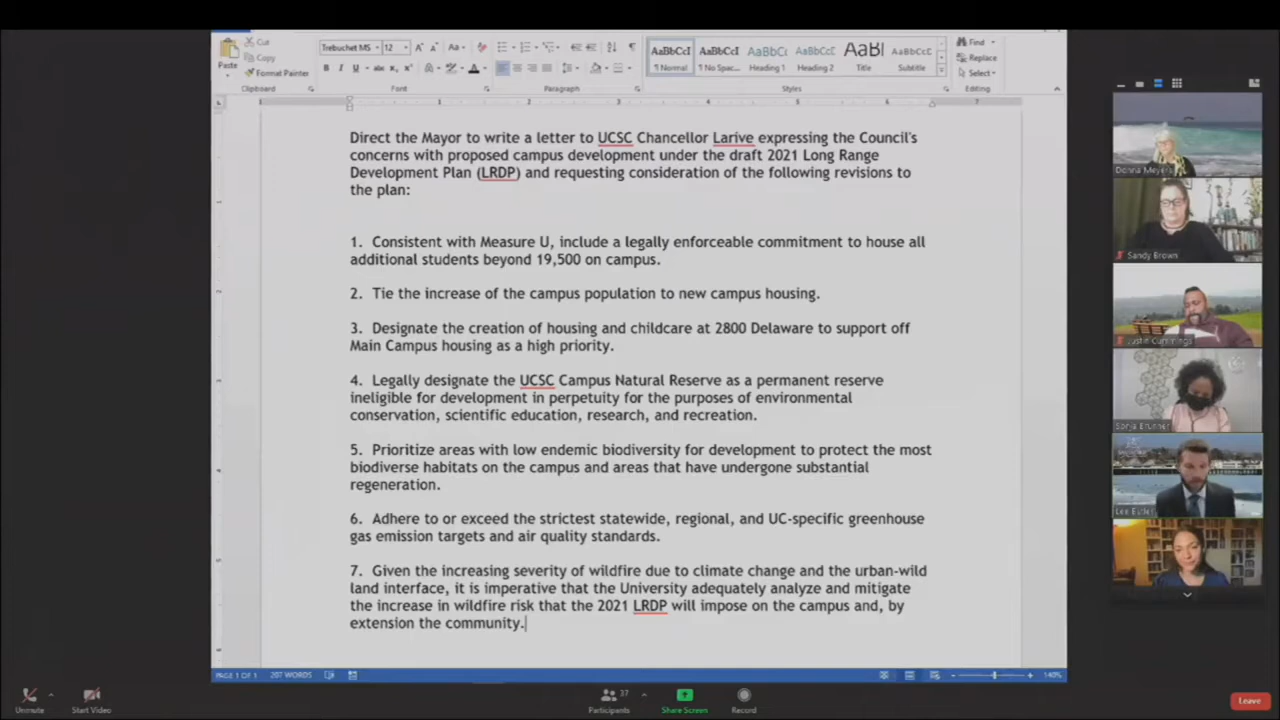 Cut
Copy
Paste
Format Painter
Clipboard
Trebuchet MS
12
Font
Paragraph
AaBbCcI
¶ Normal
AaBbCcI
¶ No Spac...
AaBbCc
Heading 1
AaBbCc
Heading 2
AaBl
Title
AaBbCc
Subtitle
Styles
Find
Replace
Select
Editing
Direct the Mayor to write a letter to UCSC Chancellor Larive expressing the Council's
concerns with proposed campus development under the draft 2021 Long Range
Development Plan (LRDP) and requesting consideration of the following revisions to
the plan:
1. Consistent with Measure U, include a legally enforceable commitment to house all
additional students beyond 19,500 on campus.
2. Tie the increase of the campus population to new campus housing.
3. Designate the creation of housing and childcare at 2800 Delaware to support off
Main Campus housing as a high priority.
4. Legally designate the UCSC Campus Natural Reserve as a permanent reserve
ineligible for development in perpetuity for the purposes of environmental
conservation, scientific education, research, and recreation.
5. Prioritize areas with low endemic biodiversity for development to protect the most
biodiverse habitats on the campus and areas that have undergone substantial
regeneration.
6. Adhere to or exceed the strictest statewide, regional, and UC-specific greenhouse
gas emission targets and air quality standards.
7. Given the increasing severity of wildfire due to climate change and the urban-wild
land interface, it is imperative that the University adequately analyze and mitigate
the increase in wildfire risk that the 2021 LRDP will impose on the campus and, by
extension the community.
PAGE 1 OF 1
207 WORDS
140%
Donna Meyers
Sandy Brown
Justin Cummings
Sonja Brunner
Lee Butler
Unmute
Start Video
37
Participants
Share Screen
Record
Leave